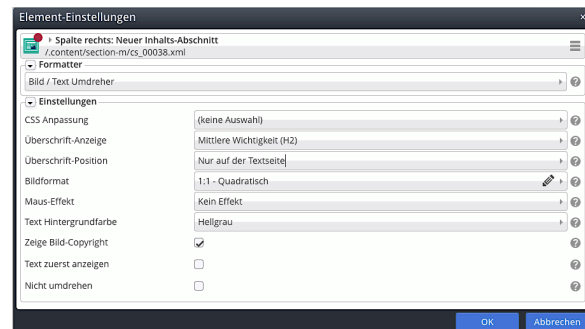 Element-Einstellungen
Spalte rechts: Neuer Inhalts-Abschnitt
/.content/section-m/cs_00038.xml
Formatter
Bild / Text Umdreher
Einstellungen
CSS Anpassung (keine Auswahl)
Überschrift-Anzeige Mittlere Wichtigkeit (H2)
Überschrift-Position Nur auf der Textseite
Bildformat 1:1 - Quadratisch
Maus-Effekt Kein Effekt
Text Hintergrundfarbe Hellgrau
Zeige Bild-Copyright
Text zuerst anzeigen
Nicht umdrehen
OK Abbrechen